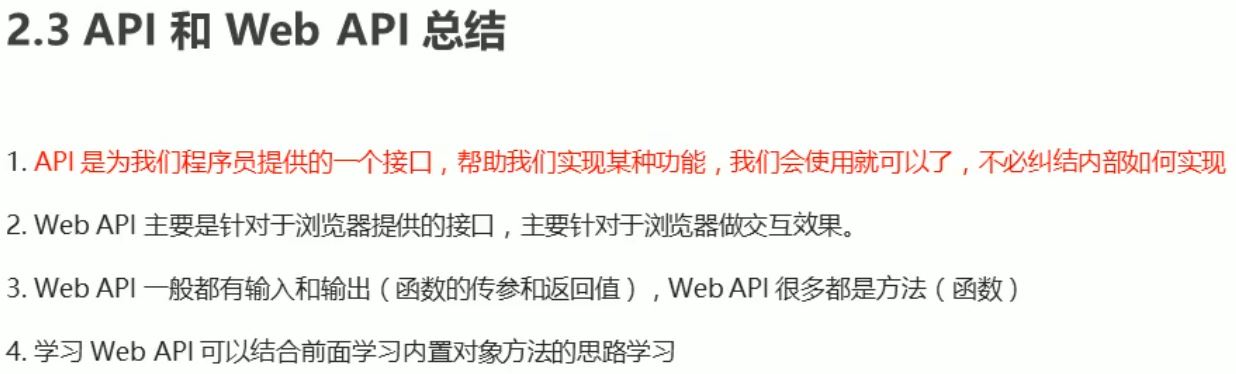 2.3 API 和 Web API 总结
1. API 是为我们程序员提供的一个接口，帮助我们实现某种功能，我们会使用就可以了，不必纠结内部如何实现
2. Web API 主要是针对于浏览器提供的接口，主要针对于浏览器做交互效果。
3. Web API 一般都有输入和输出（函数的传参和返回值），Web API 很多都是方法（函数）
4. 学习 Web API 可以结合前面学习内置对象方法的思路学习